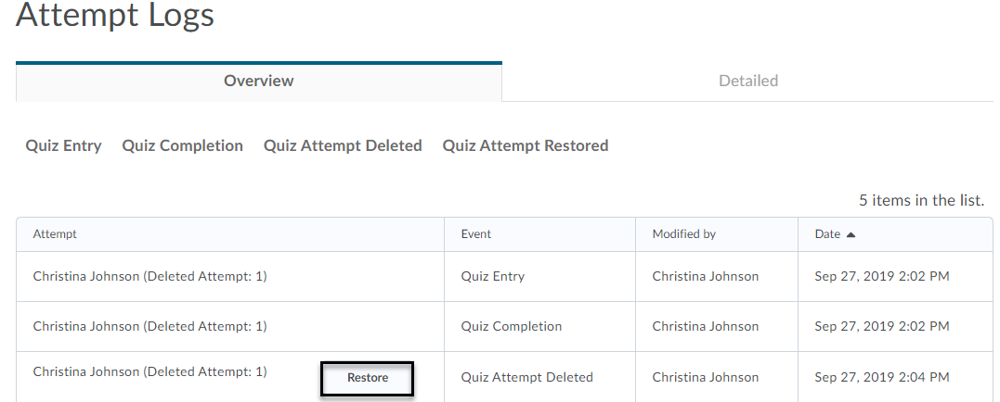 Attempt Logs
Overview Detailed
Quiz Entry Quiz Completion Quiz Attempt Deleted Quiz Attempt Restored
5 items in the list.
Attempt Event Modified by Date
Christina Johnson (Deleted Attempt: 1) Quiz Entry Christina Johnson Sep 27, 2019 2:02 PM
Christina Johnson (Deleted Attempt: 1) Quiz Completion Christina Johnson Sep 27, 2019 2:02 PM
Christina Johnson (Deleted Attempt: 1) Restore Quiz Attempt Deleted Christina Johnson Sep 27, 2019 2:04 PM